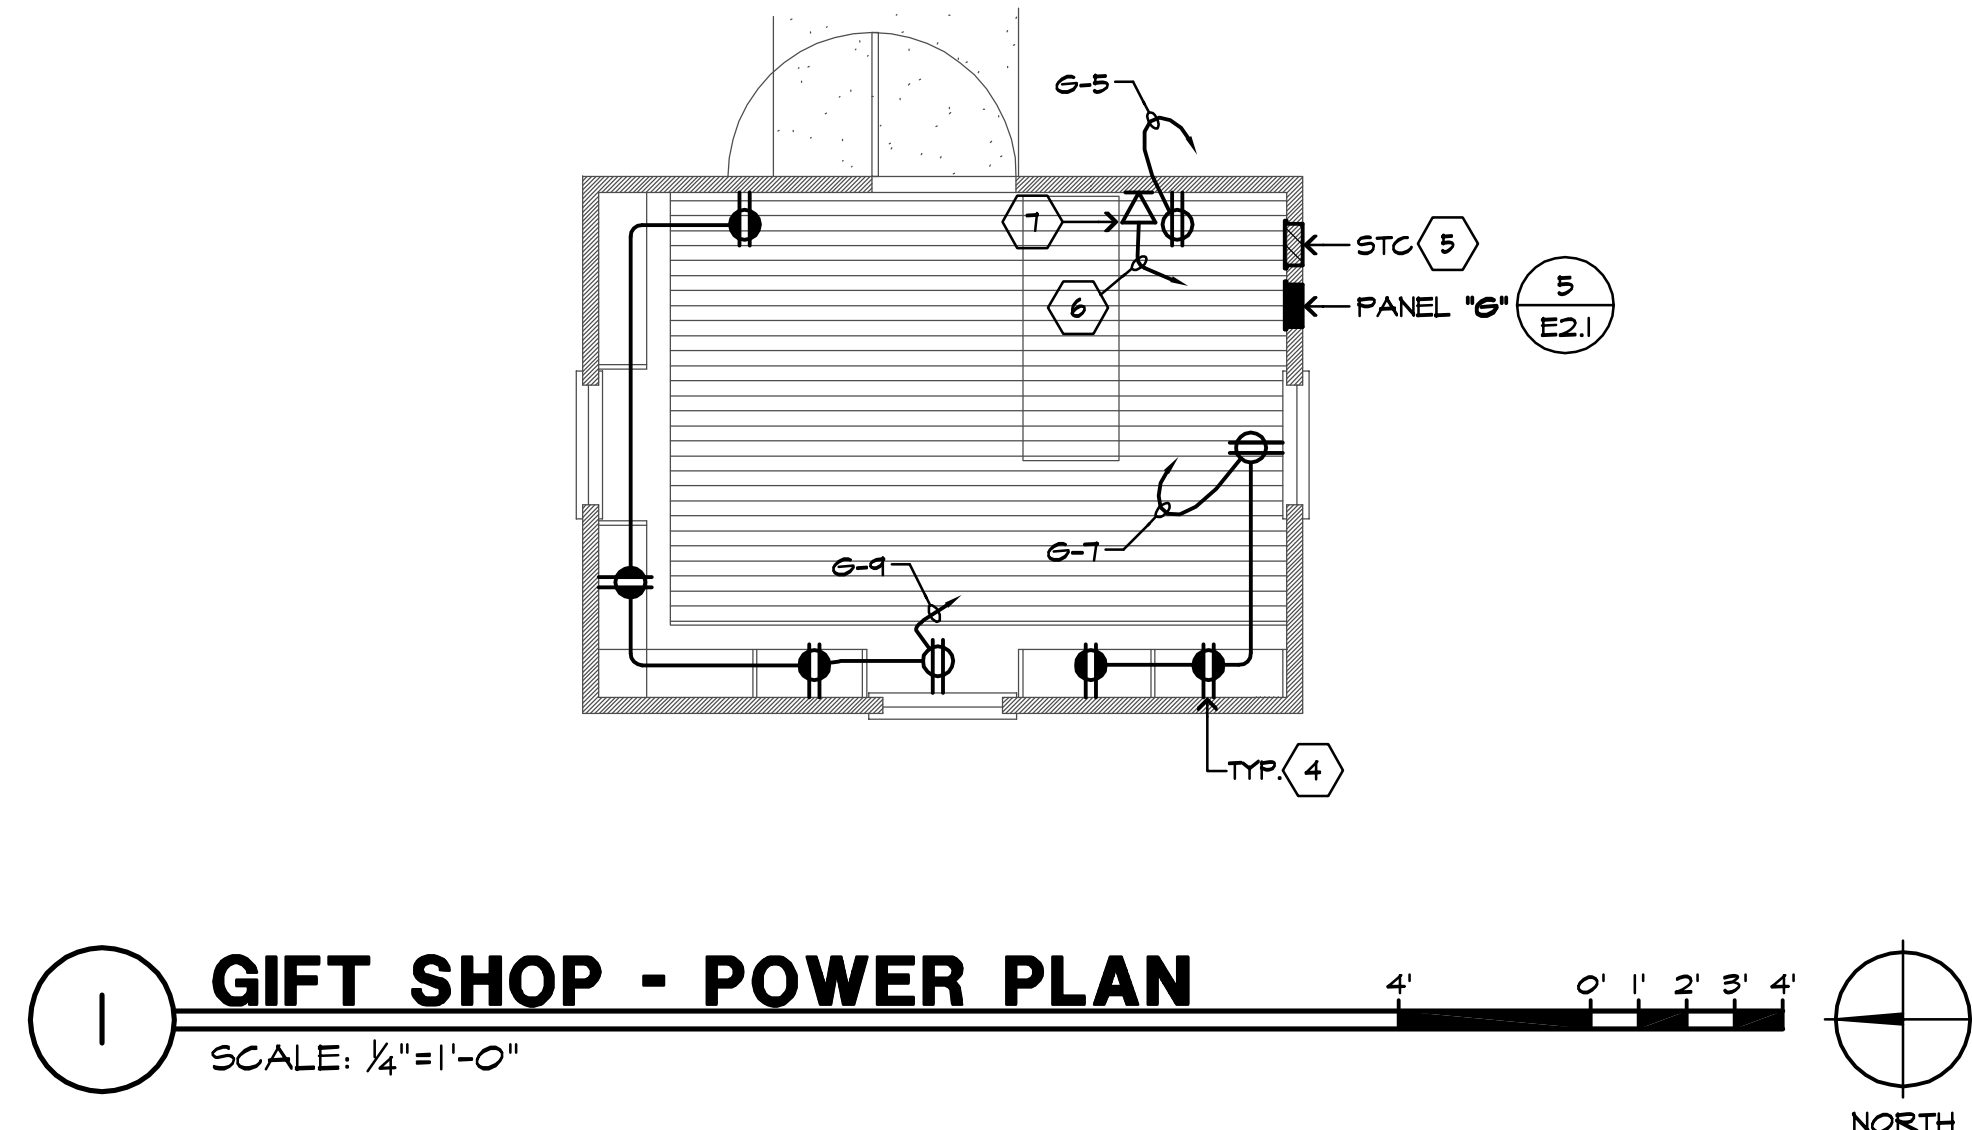 G-5
7
STC 5
6
PANEL "G"
5
E2.1
G-7
G-9
TYP. 4
1
GIFT SHOP - POWER PLAN
4' 0' 1' 2' 3' 4'
SCALE: 1/4"=1'-0"
NORTH